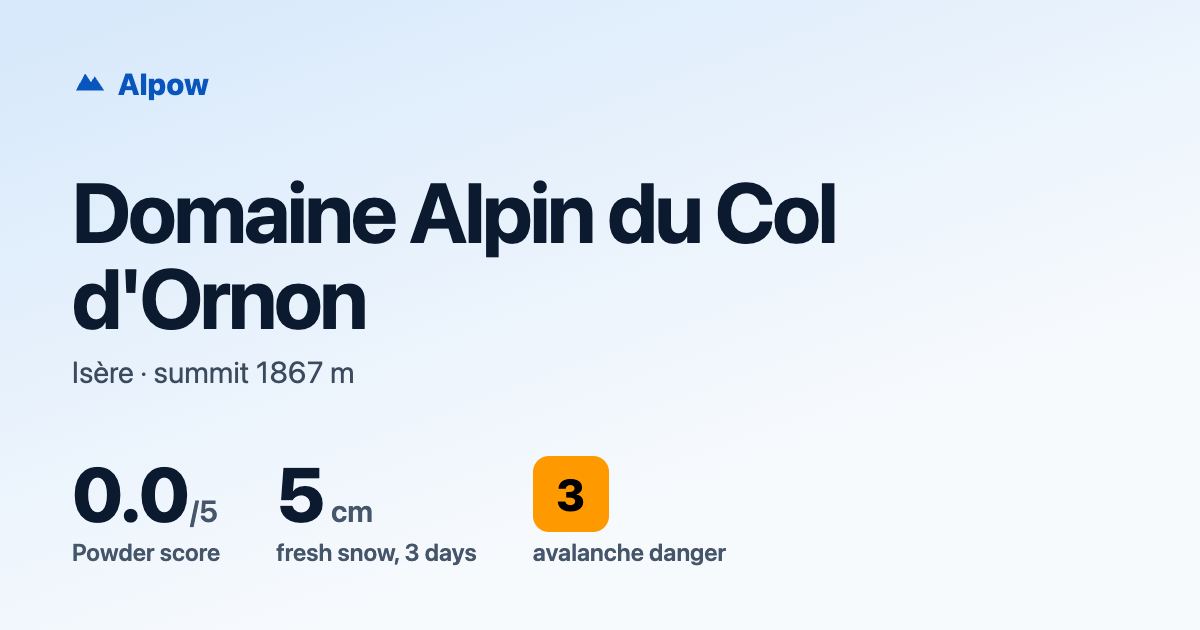 Alpow
Domaine Alpin du Col
d'Ornon
Isère · summit 1867 m
0.0/5
5 cm
3
Powder score
fresh snow, 3 days
avalanche danger